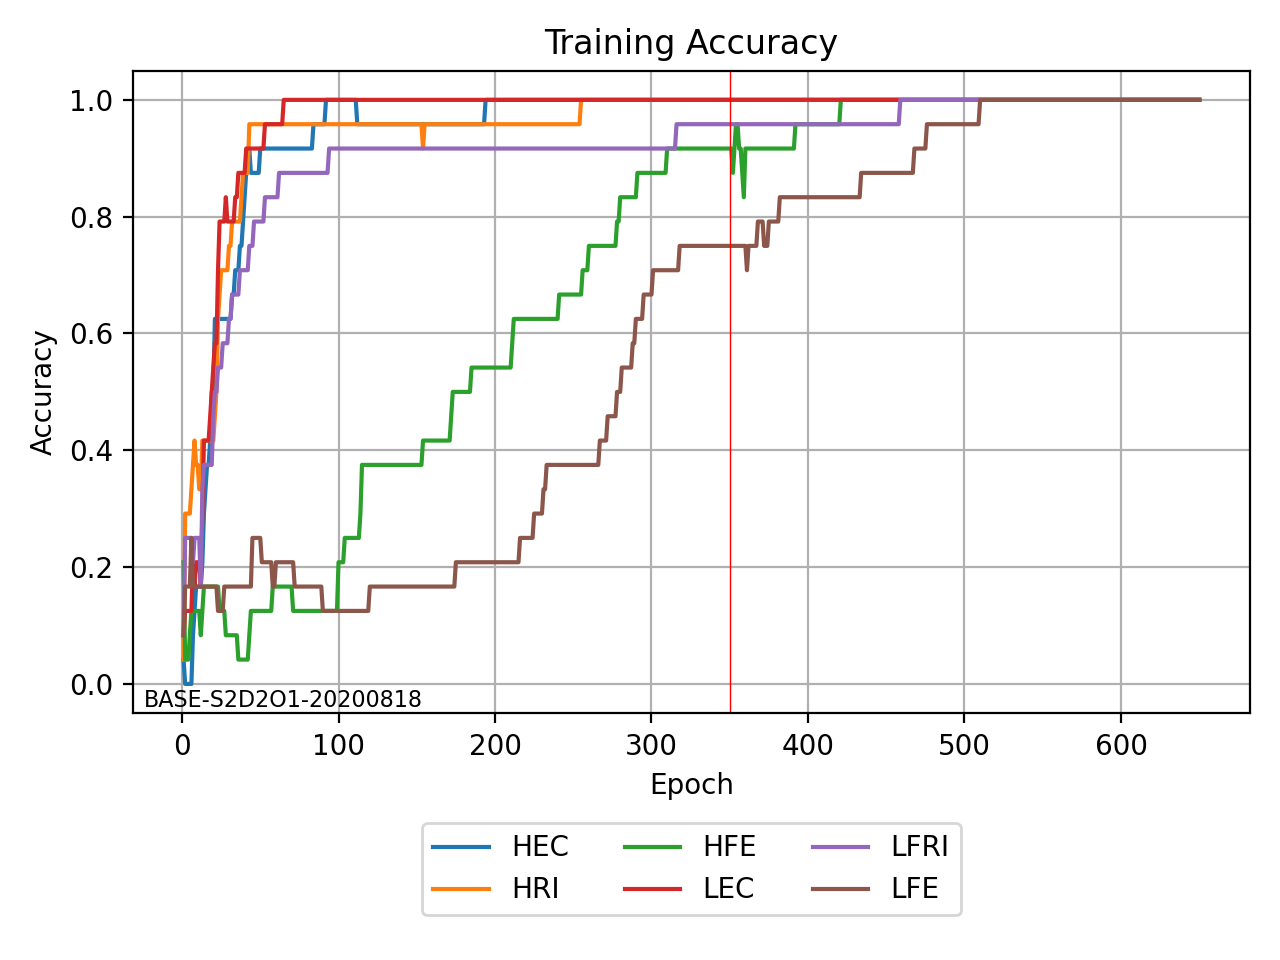 Training Accuracy
Accuracy
1.0
0.8
0.6
0.4
0.2
0.0
BASE-S2D2O1-20200818
0 100 200 300 400 500 600
Epoch
HEC HFE LFRI
HRI LEC LFE